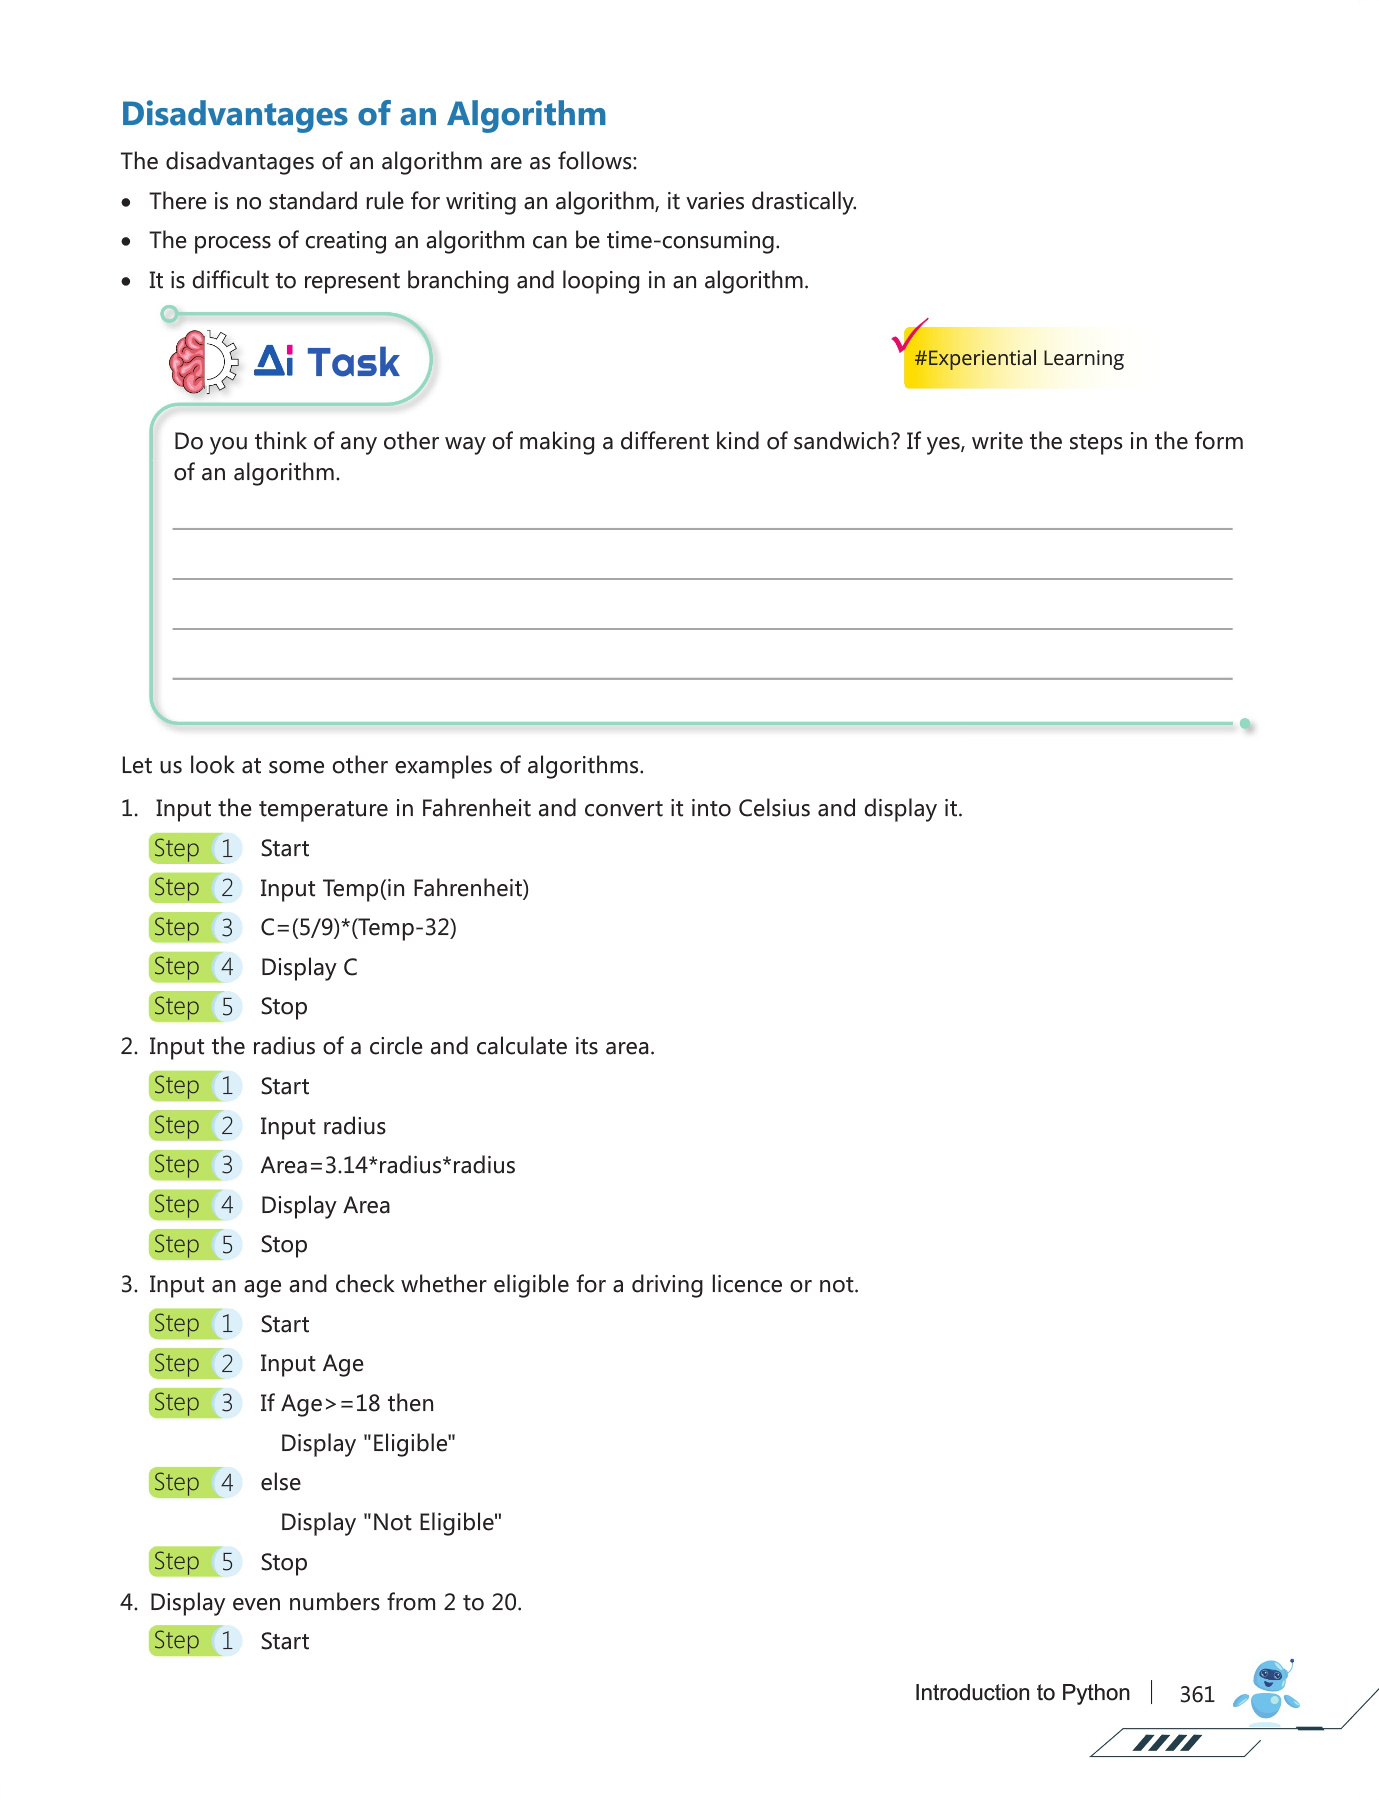 Disadvantages of an Algorithm
The disadvantages of an algorithm are as follows:
• There is no standard rule for writing an algorithm, it varies drastically.
• The process of creating an algorithm can be time-consuming.
• It is difficult to represent branching and looping in an algorithm.
Ai Task
#Experiential Learning
Do you think of any other way of making a different kind of sandwich? If yes, write the steps in the form
of an algorithm.
Let us look at some other examples of algorithms.
1. Input the temperature in Fahrenheit and convert it into Celsius and display it.
Step 1 Start
Step 2 Input Temp(in Fahrenheit)
Step 3 C=(5/9)*(Temp-32)
Step 4 Display C
Step 5 Stop
2. Input the radius of a circle and calculate its area.
Step 1 Start
Step 2 Input radius
Step 3 Area=3.14*radius*radius
Step 4 Display Area
Step 5 Stop
3. Input an age and check whether eligible for a driving licence or not.
Step 1 Start
Step 2 Input Age
Step 3 If Age>=18 then
Display "Eligible"
Step 4 else
Display "Not Eligible"
Step 5 Stop
4. Display even numbers from 2 to 20.
Step 1 Start
Introduction to Python 361